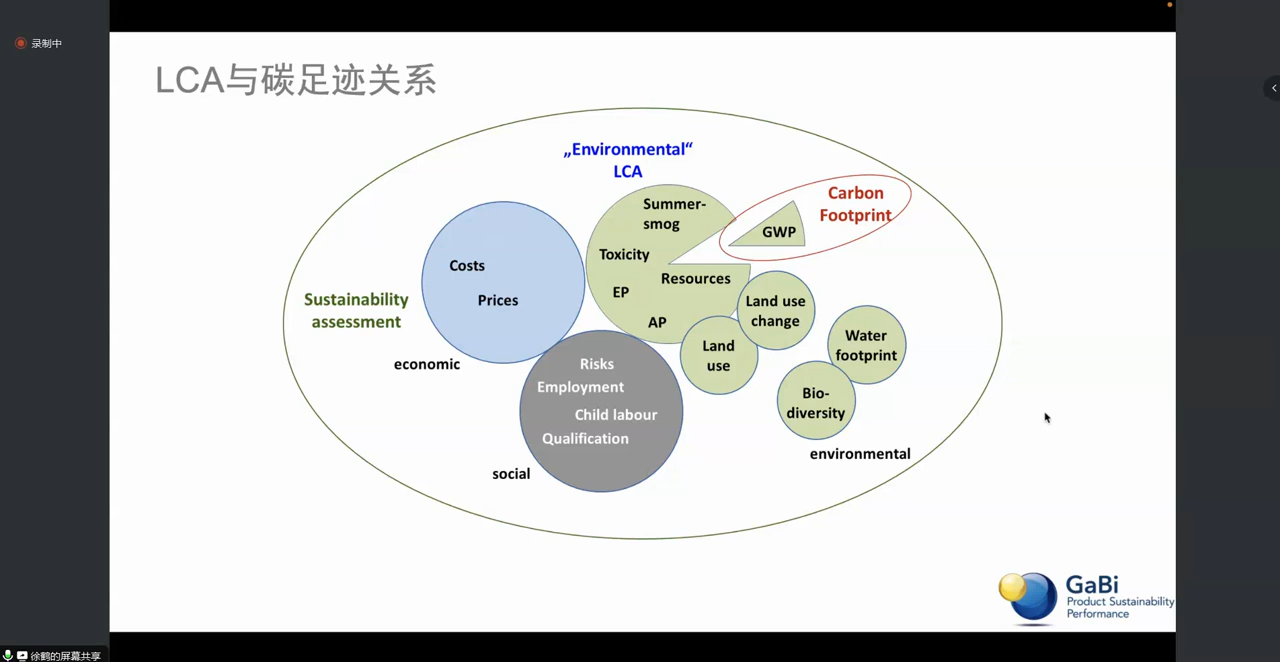 录制中
LCA与碳足迹关系
„Environmental“
LCA
Carbon
Footprint
Summer-
smog
GWP
Toxicity
Resources
EP
AP
Costs
Prices
Sustainability
assessment
economic
Land use
change
Land
use
Water
footprint
Bio-
diversity
environmental
Risks
Employment
Child labour
Qualification
social
GaBi
Product Sustainability
Performance
徐鹤的屏幕共享